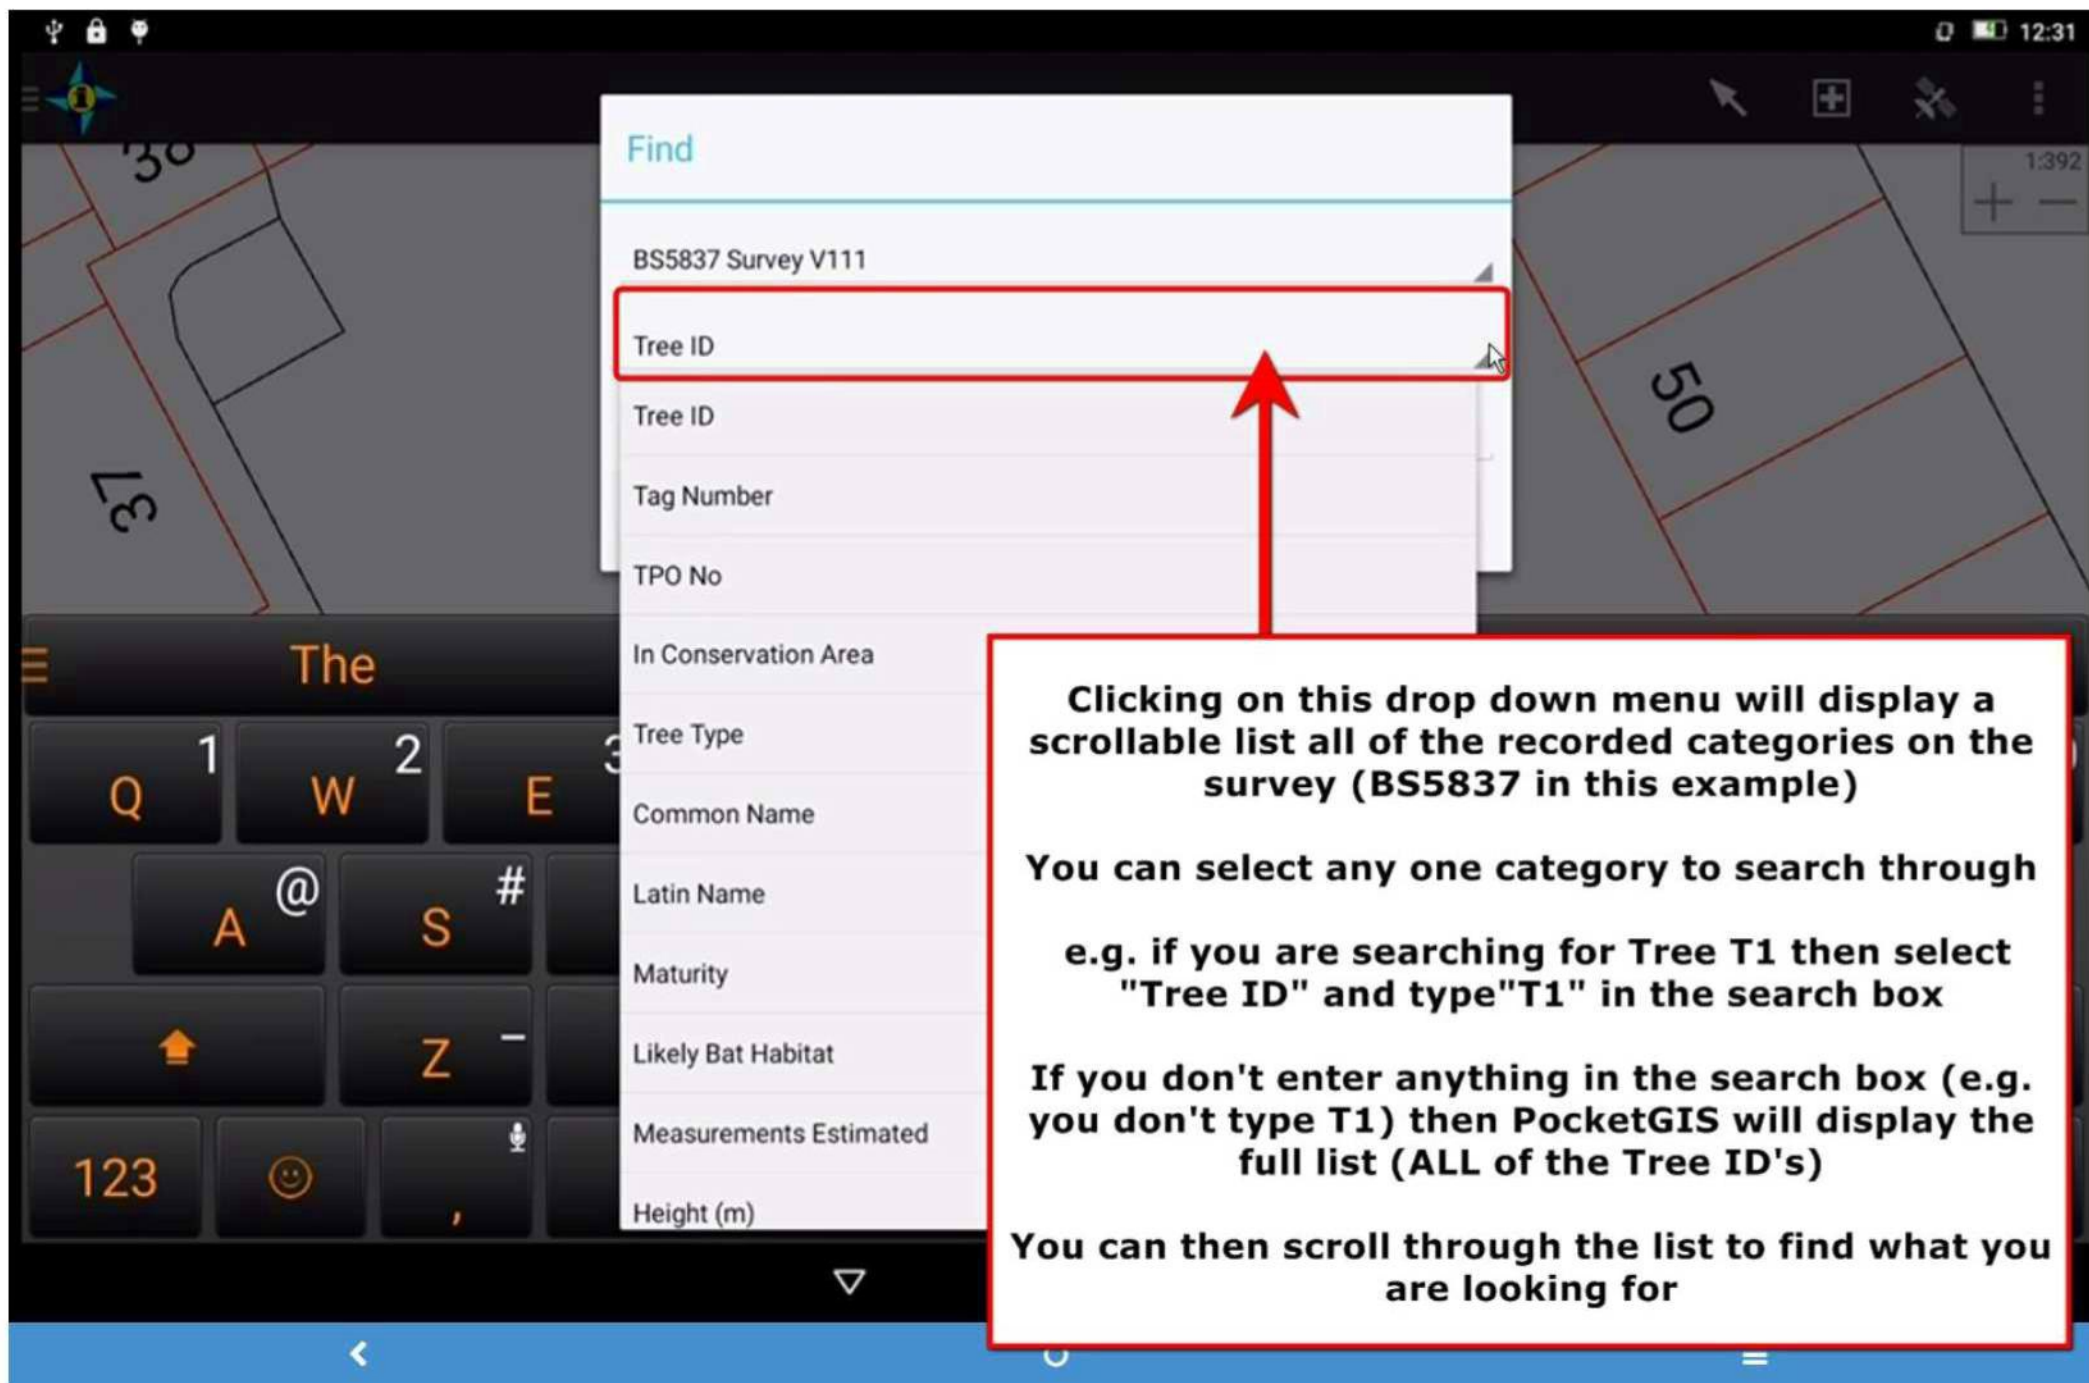 12:31
38
Find
1:392
BS5837 Survey V111
Tree ID
Tree ID
50
Tag Number
37
TPO No
In Conservation Area
The
Tree Type
Q 1
W 2
E 3
Common Name
Latin Name
A @
S #
Maturity
Likely Bat Habitat
Z _
Measurements Estimated
123
,
Height (m)
Clicking on this drop down menu will display a
scrollable list all of the recorded categories on the
survey (BS5837 in this example)
You can select any one category to search through
e.g. if you are searching for Tree T1 then select
"Tree ID" and type"T1" in the search box
If you don't enter anything in the search box (e.g.
you don't type T1) then PocketGIS will display the
full list (ALL of the Tree ID's)
You can then scroll through the list to find what you
are looking for